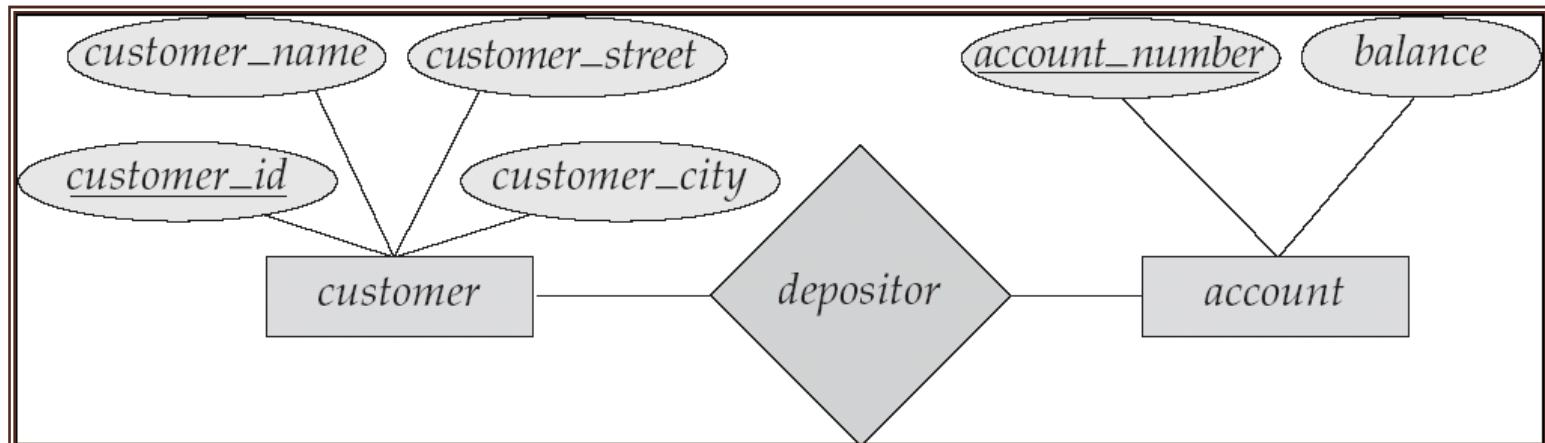 customer_name customer_street account_number balance
customer_id customer_city
customer depositor account